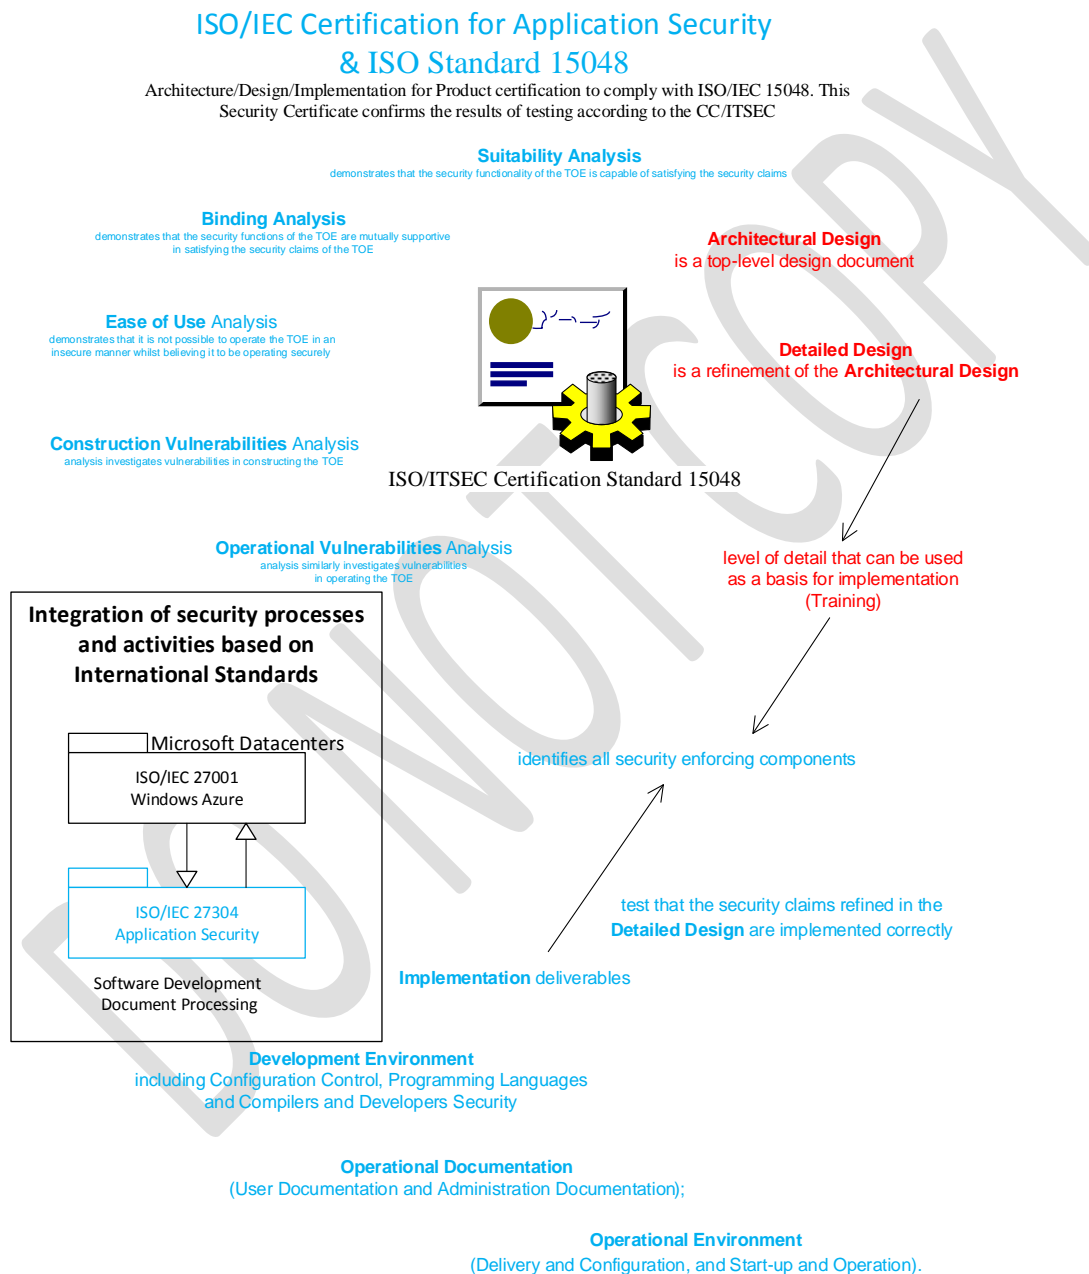 ISO/IEC Certification for Application Security
& ISO Standard 15048
Architecture/Design/Implementation for Product certification to comply with ISO/IEC 15048. This
Security Certificate confirms the results of testing according to the CC/ITSEC
Suitability Analysis
demonstrates that the security functionality of the TOE is capable of satisfying the security claims
Binding Analysis
demonstrates that the security functions of the TOE are mutually supportive
in satisfying the security claims of the TOE
Architectural Design
is a top-level design document
Ease of Use Analysis
demonstrates that it is not possible to operate the TOE in an
insecure manner whilst believing it to be operating securely
Detailed Design
is a refinement of the Architectural Design
Construction Vulnerabilities Analysis
analysis investigates vulnerabilities in constructing the TOE
ISO/ITSEC Certification Standard 15048
Operational Vulnerabilities Analysis
analysis similarly investigates vulnerabilities
in operating the TOE
level of detail that can be used
as a basis for implementation
(Training)
Integration of security processes
and activities based on
International Standards
Microsoft Datacenters
ISO/IEC 27001
Windows Azure
identifies all security enforcing components
ISO/IEC 27304
Application Security
test that the security claims refined in the
Detailed Design are implemented correctly
Software Development
Document Processing
Implementation deliverables
Development Environment
including Configuration Control, Programming Languages
and Compilers and Developers Security
Operational Documentation
(User Documentation and Administration Documentation);
Operational Environment
(Delivery and Configuration, and Start-up and Operation).
DO NOT COPY